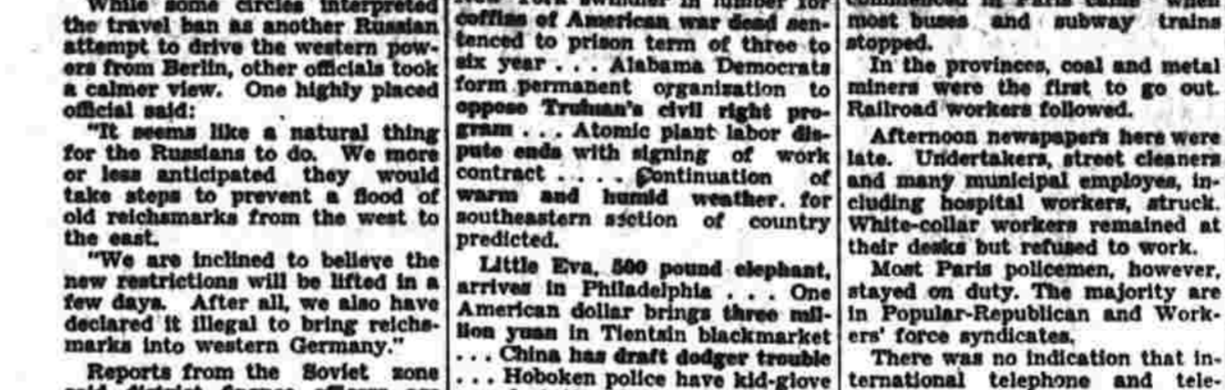 While some circles interpreted
the travel ban as another Russian
attempt to drive the western pow-
ers from Berlin, other officials took
a calmer view. One highly placed
official said:
"It seems like a natural thing
for the Russians to do. We more
or less anticipated they would
take steps to prevent a flood of
old reichsmarks from the west to
the east.
"We are inclined to believe the
new restrictions will be lifted in a
few days. After all, we also have
declared it illegal to bring reichs-
marks into western Germany."
Reports from the Soviet zone
said district finance officers
swindler in lumber for
coffins of American war dead sen-
tenced to prison term of three to
six year . . . Alabama Democrats
form permanent organization to
oppose Truman's civil right pro-
gram . . . Atomic plant labor dis-
pute ends with signing of work
contract . . . . Continuation of
warm and humid weather. for
southeastern section of country
predicted.
Little Eva, 500 pound elephant,
arrives in Philadelphia . . . One
American dollar brings three mil-
lion yuan in Tientsin blackmarket
. . . China has draft dodger trouble
. . . Hoboken police have kid-glove
commenced in Paris came when
most buses and subway trains
stopped.
In the provinces, coal and metal
miners were the first to go out.
Railroad workers followed.
Afternoon newspapers here were
late. Undertakers, street cleaners
and many municipal employes, in-
cluding hospital workers, struck.
White-collar workers remained at
their desks but refused to work.
Most Paris policemen, however,
stayed on duty. The majority are
in Popular-Republican and Work-
ers' force syndicates.
There was no indication that in-
ternational telephone and tele-